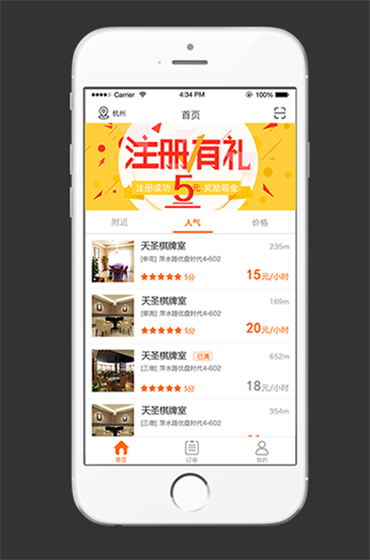 Carrier
4:34 PM
100%
杭州
首页
注册有礼
注册成功 5元 奖励现金
附近
人气
价格
天圣棋牌室
235m
[申花] 萍水路优盘时代4-602
5分
15元/小时
天圣棋牌室
169m
[翠苑] 萍水路优盘时代4-602
5分
20元/小时
天圣棋牌室
已满
652m
[三墩] 萍水路优盘时代4-602
5分
18元/小时
天圣棋牌室
354m
[三墩] 萍水路优盘时代4-602
首页
订单
我的